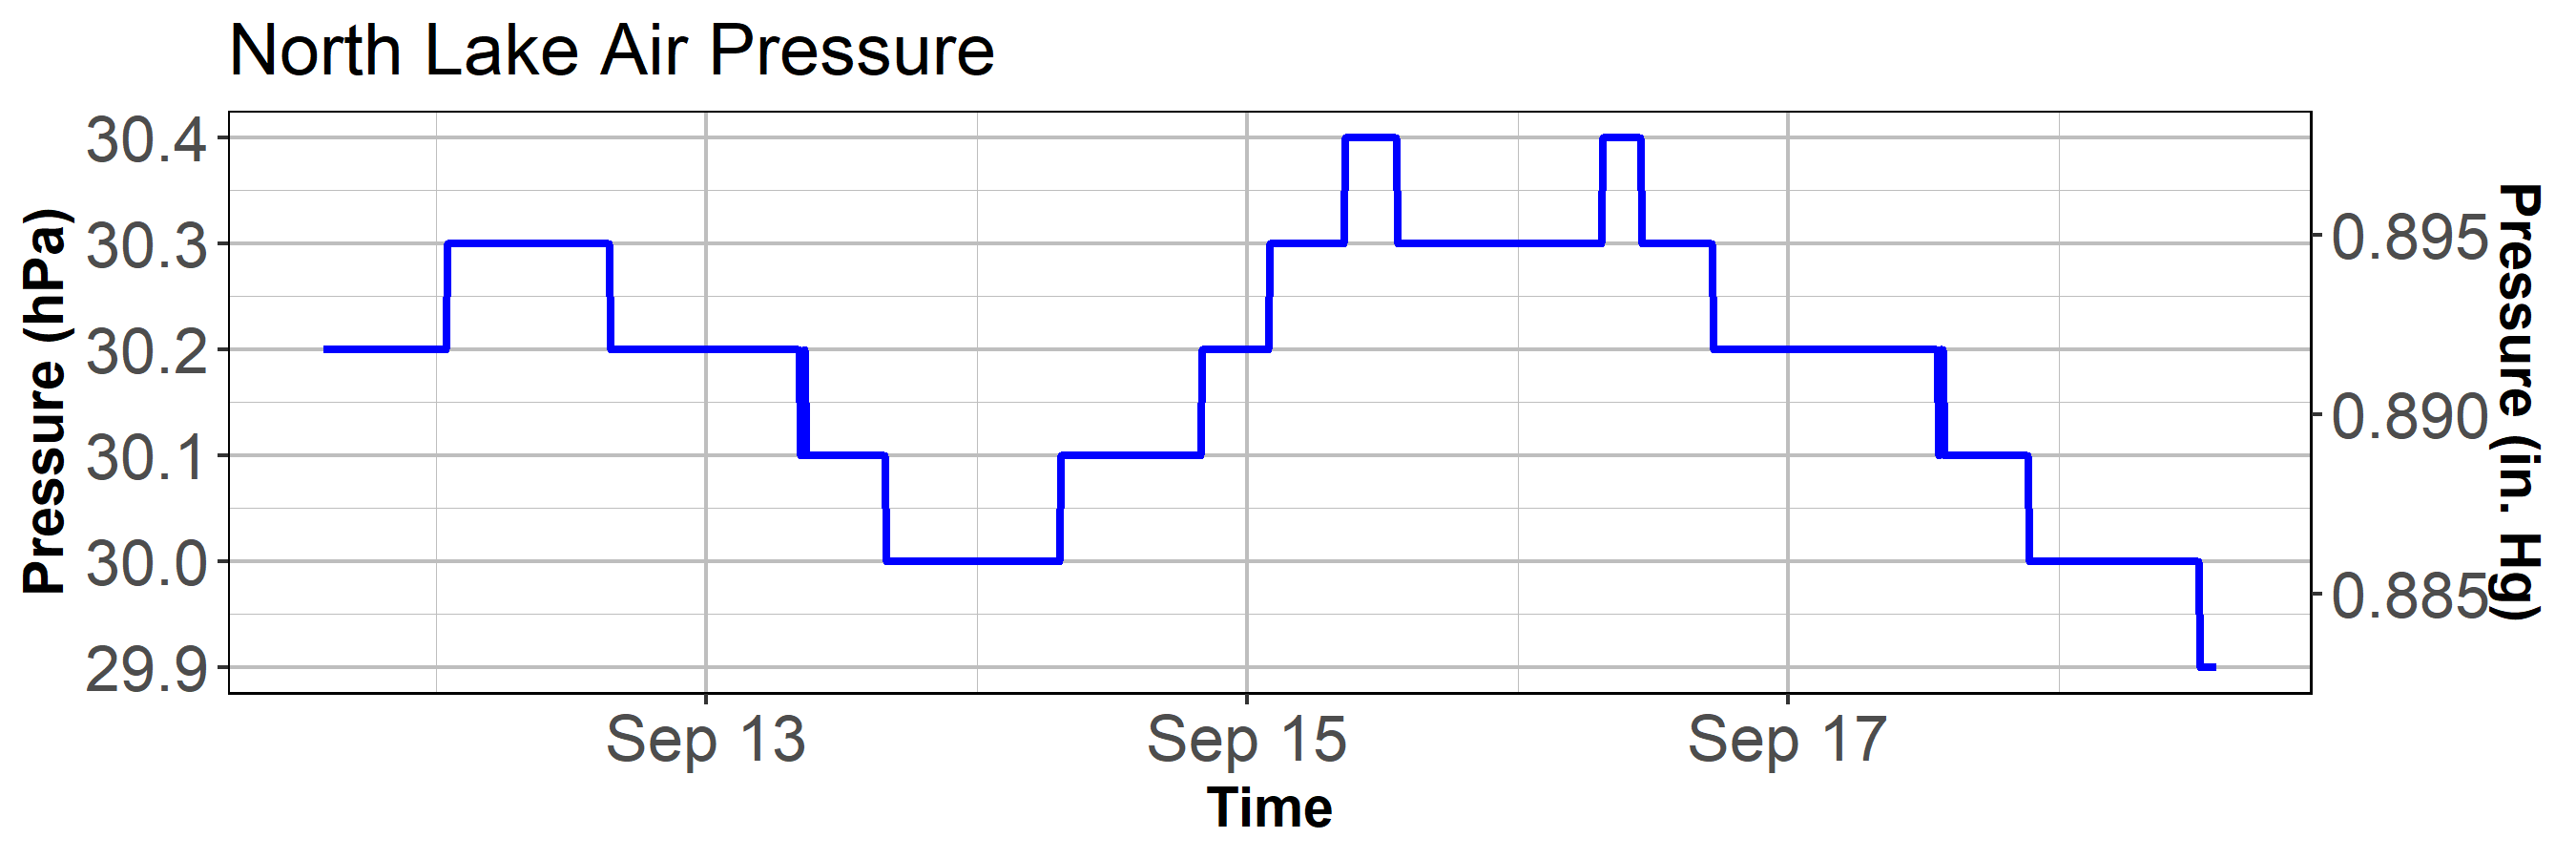 North Lake Air Pressure
Pressure (hPa)
30.4
30.3
30.2
30.1
30.0
29.9
0.895
0.890
0.885
Pressure (in. Hg)
Sep 13 Sep 15 Sep 17
Time